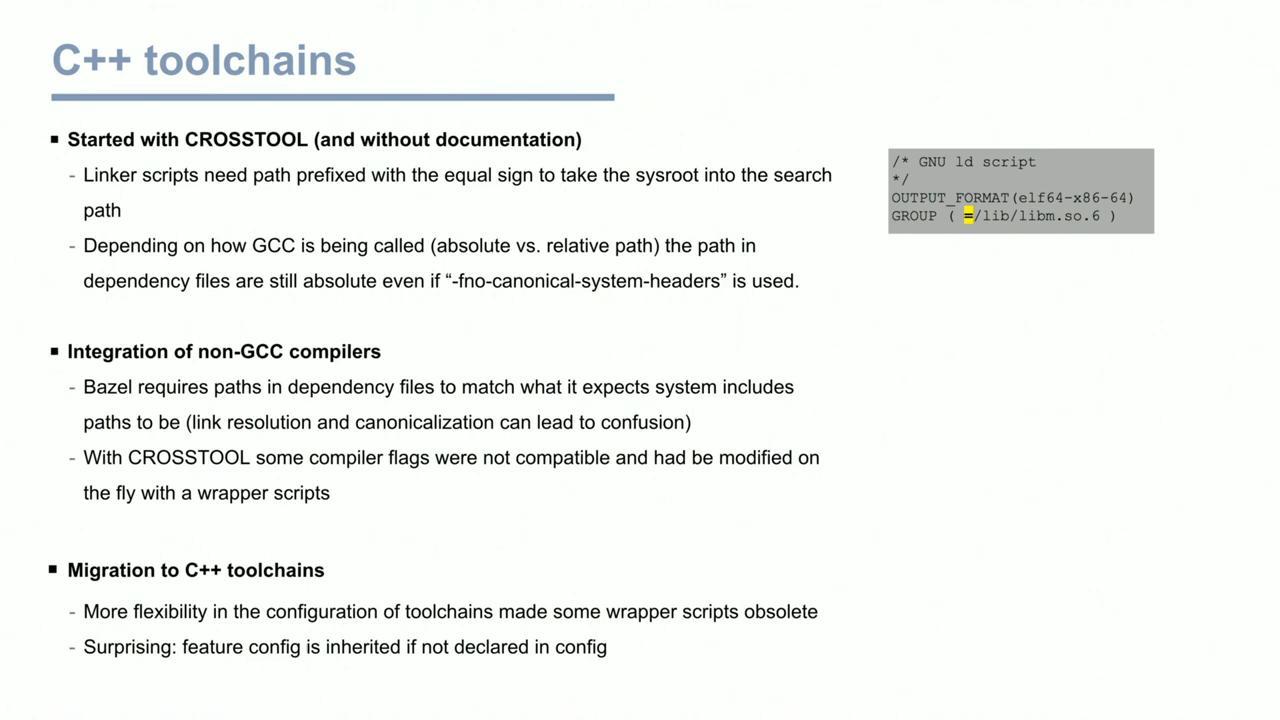 C++ toolchains
▪ Started with CROSSTOOL (and without documentation)
- Linker scripts need path prefixed with the equal sign to take the sysroot into the search
path
- Depending on how GCC is being called (absolute vs. relative path) the path in
dependency files are still absolute even if “-fno-canonical-system-headers” is used.
/* GNU ld script
*/
OUTPUT_FORMAT(elf64-x86-64)
GROUP ( =/lib/libm.so.6 )
▪ Integration of non-GCC compilers
- Bazel requires paths in dependency files to match what it expects system includes
paths to be (link resolution and canonicalization can lead to confusion)
- With CROSSTOOL some compiler flags were not compatible and had be modified on
the fly with a wrapper scripts
▪ Migration to C++ toolchains
- More flexibility in the configuration of toolchains made some wrapper scripts obsolete
- Surprising: feature config is inherited if not declared in config